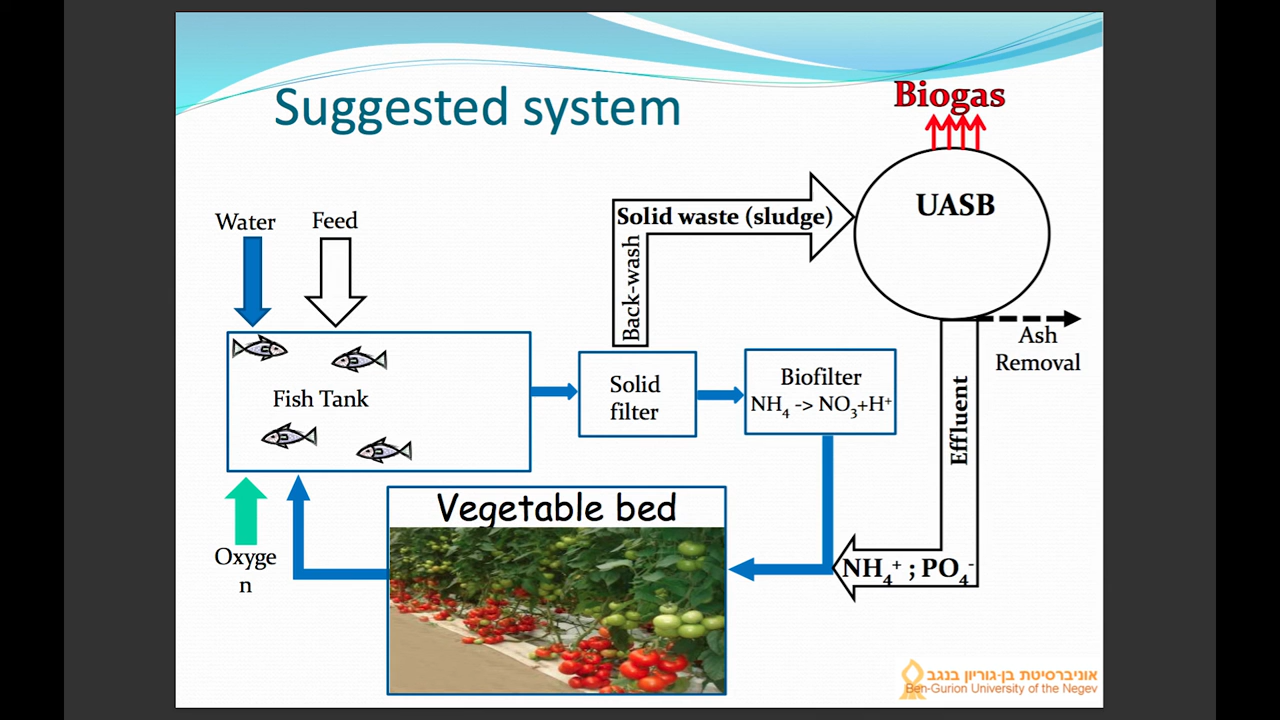 Suggested system
Biogas
UASB
Solid waste (sludge)
Back-wash
Water
Feed
Ash
Removal
Fish Tank
Solid
filter
Biofilter
NH₄ -> NO₃+H⁺
Effluent
Vegetable bed
Oxyge
n
NH₄⁺ ; PO₄⁻
אוניברסיטת בן-גוריון בנגב
Ben-Gurion University of the Negev